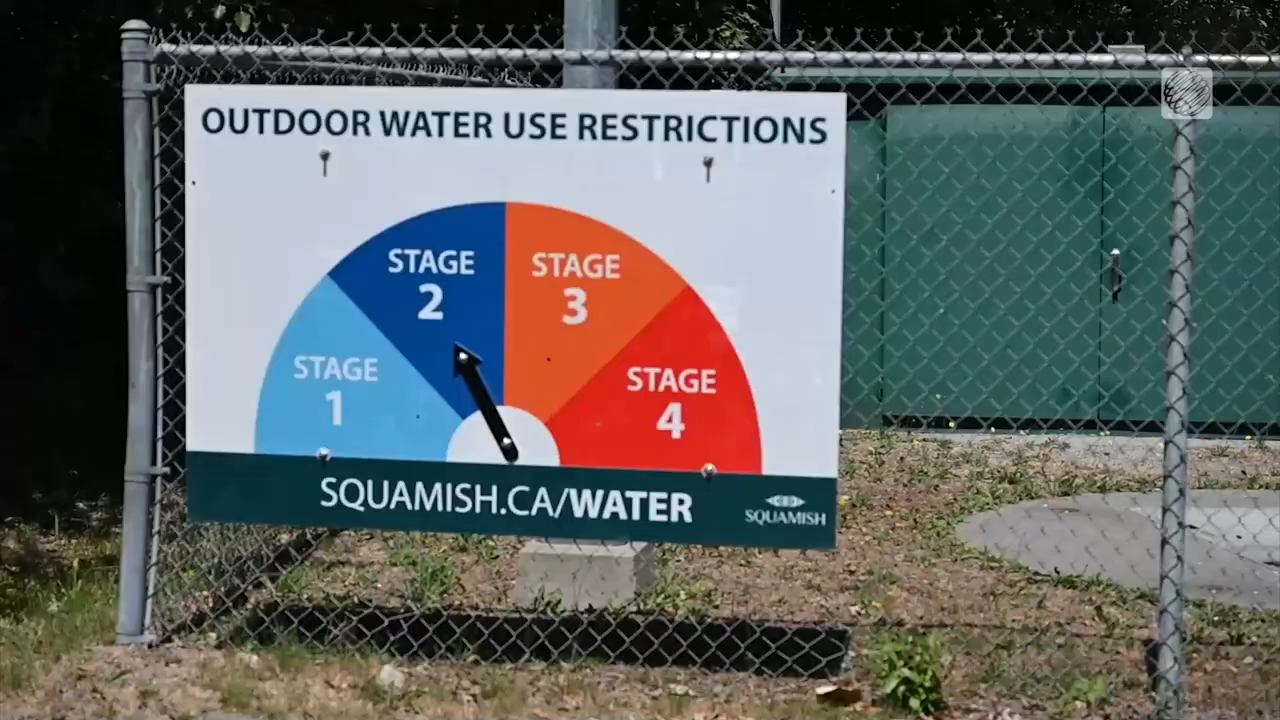 OUTDOOR WATER USE RESTRICTIONS
STAGE
1
STAGE
2
STAGE
3
STAGE
4
SQUAMISH.CA/WATER
SQUAMISH